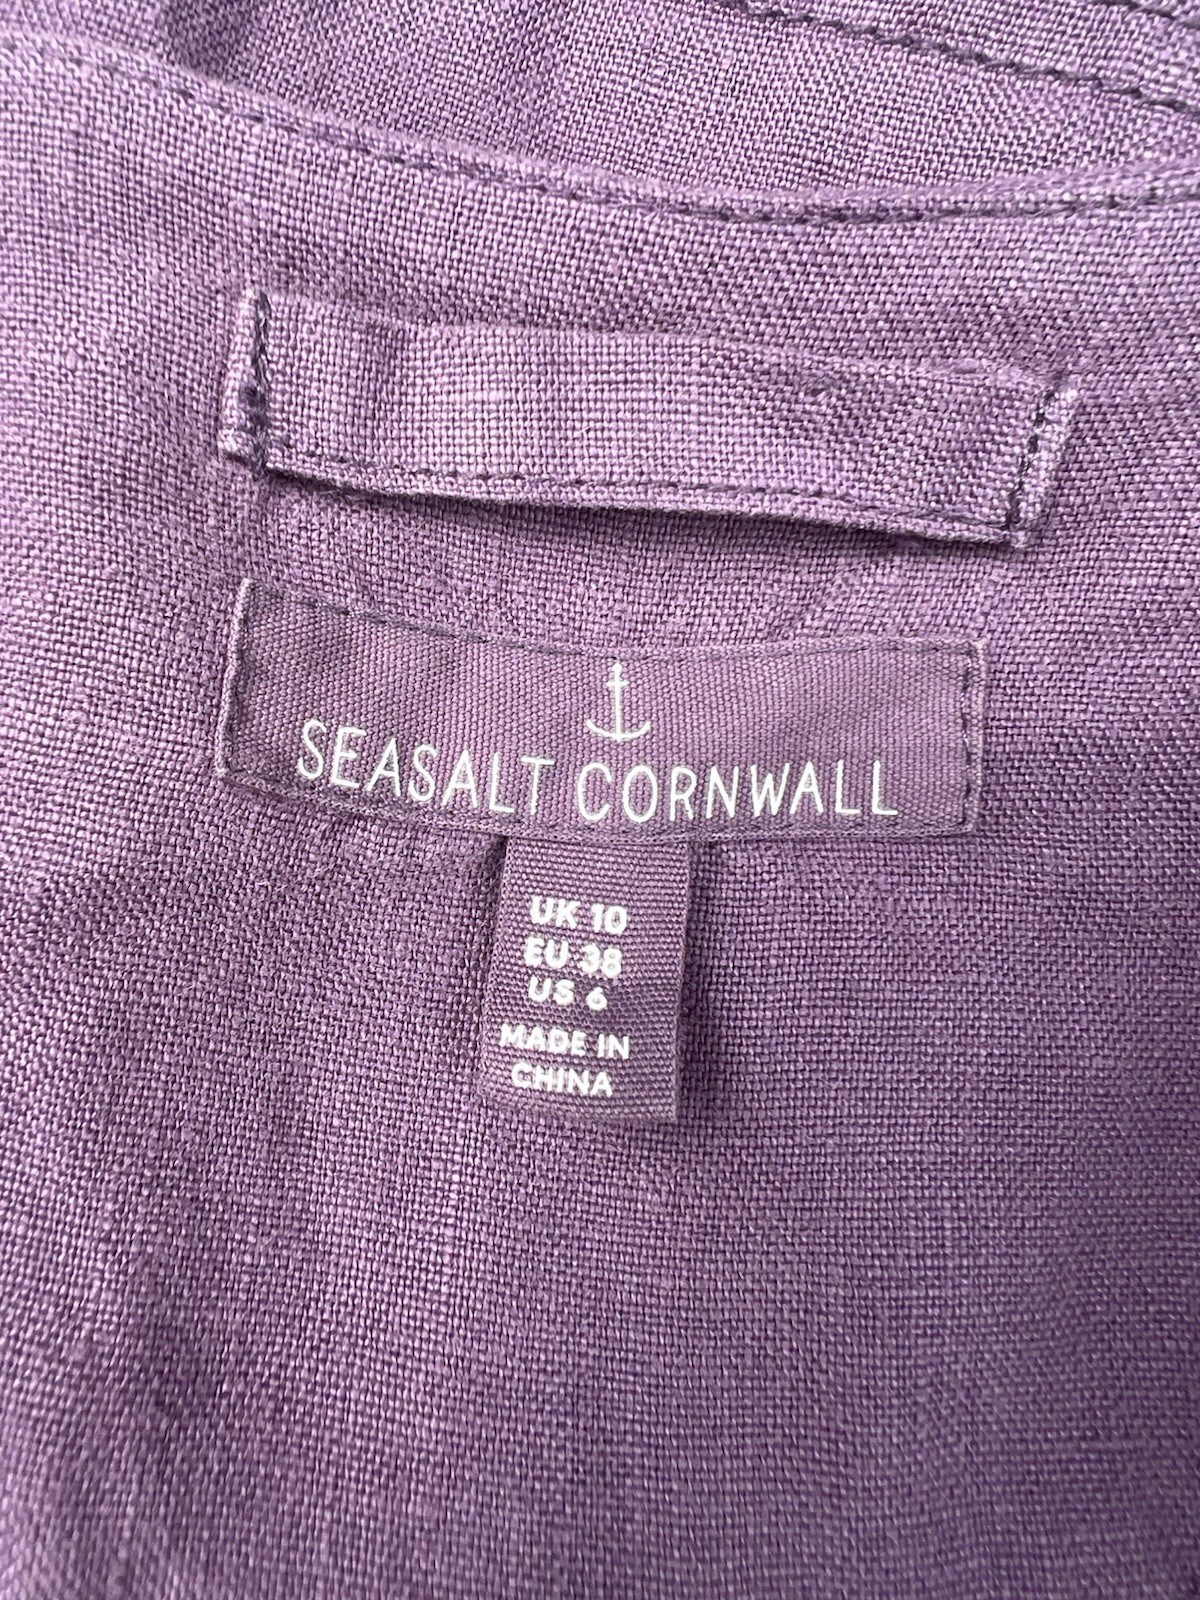 SEASALT CORNWALL
UK 10
EU 38
US 6
MADE IN
CHINA